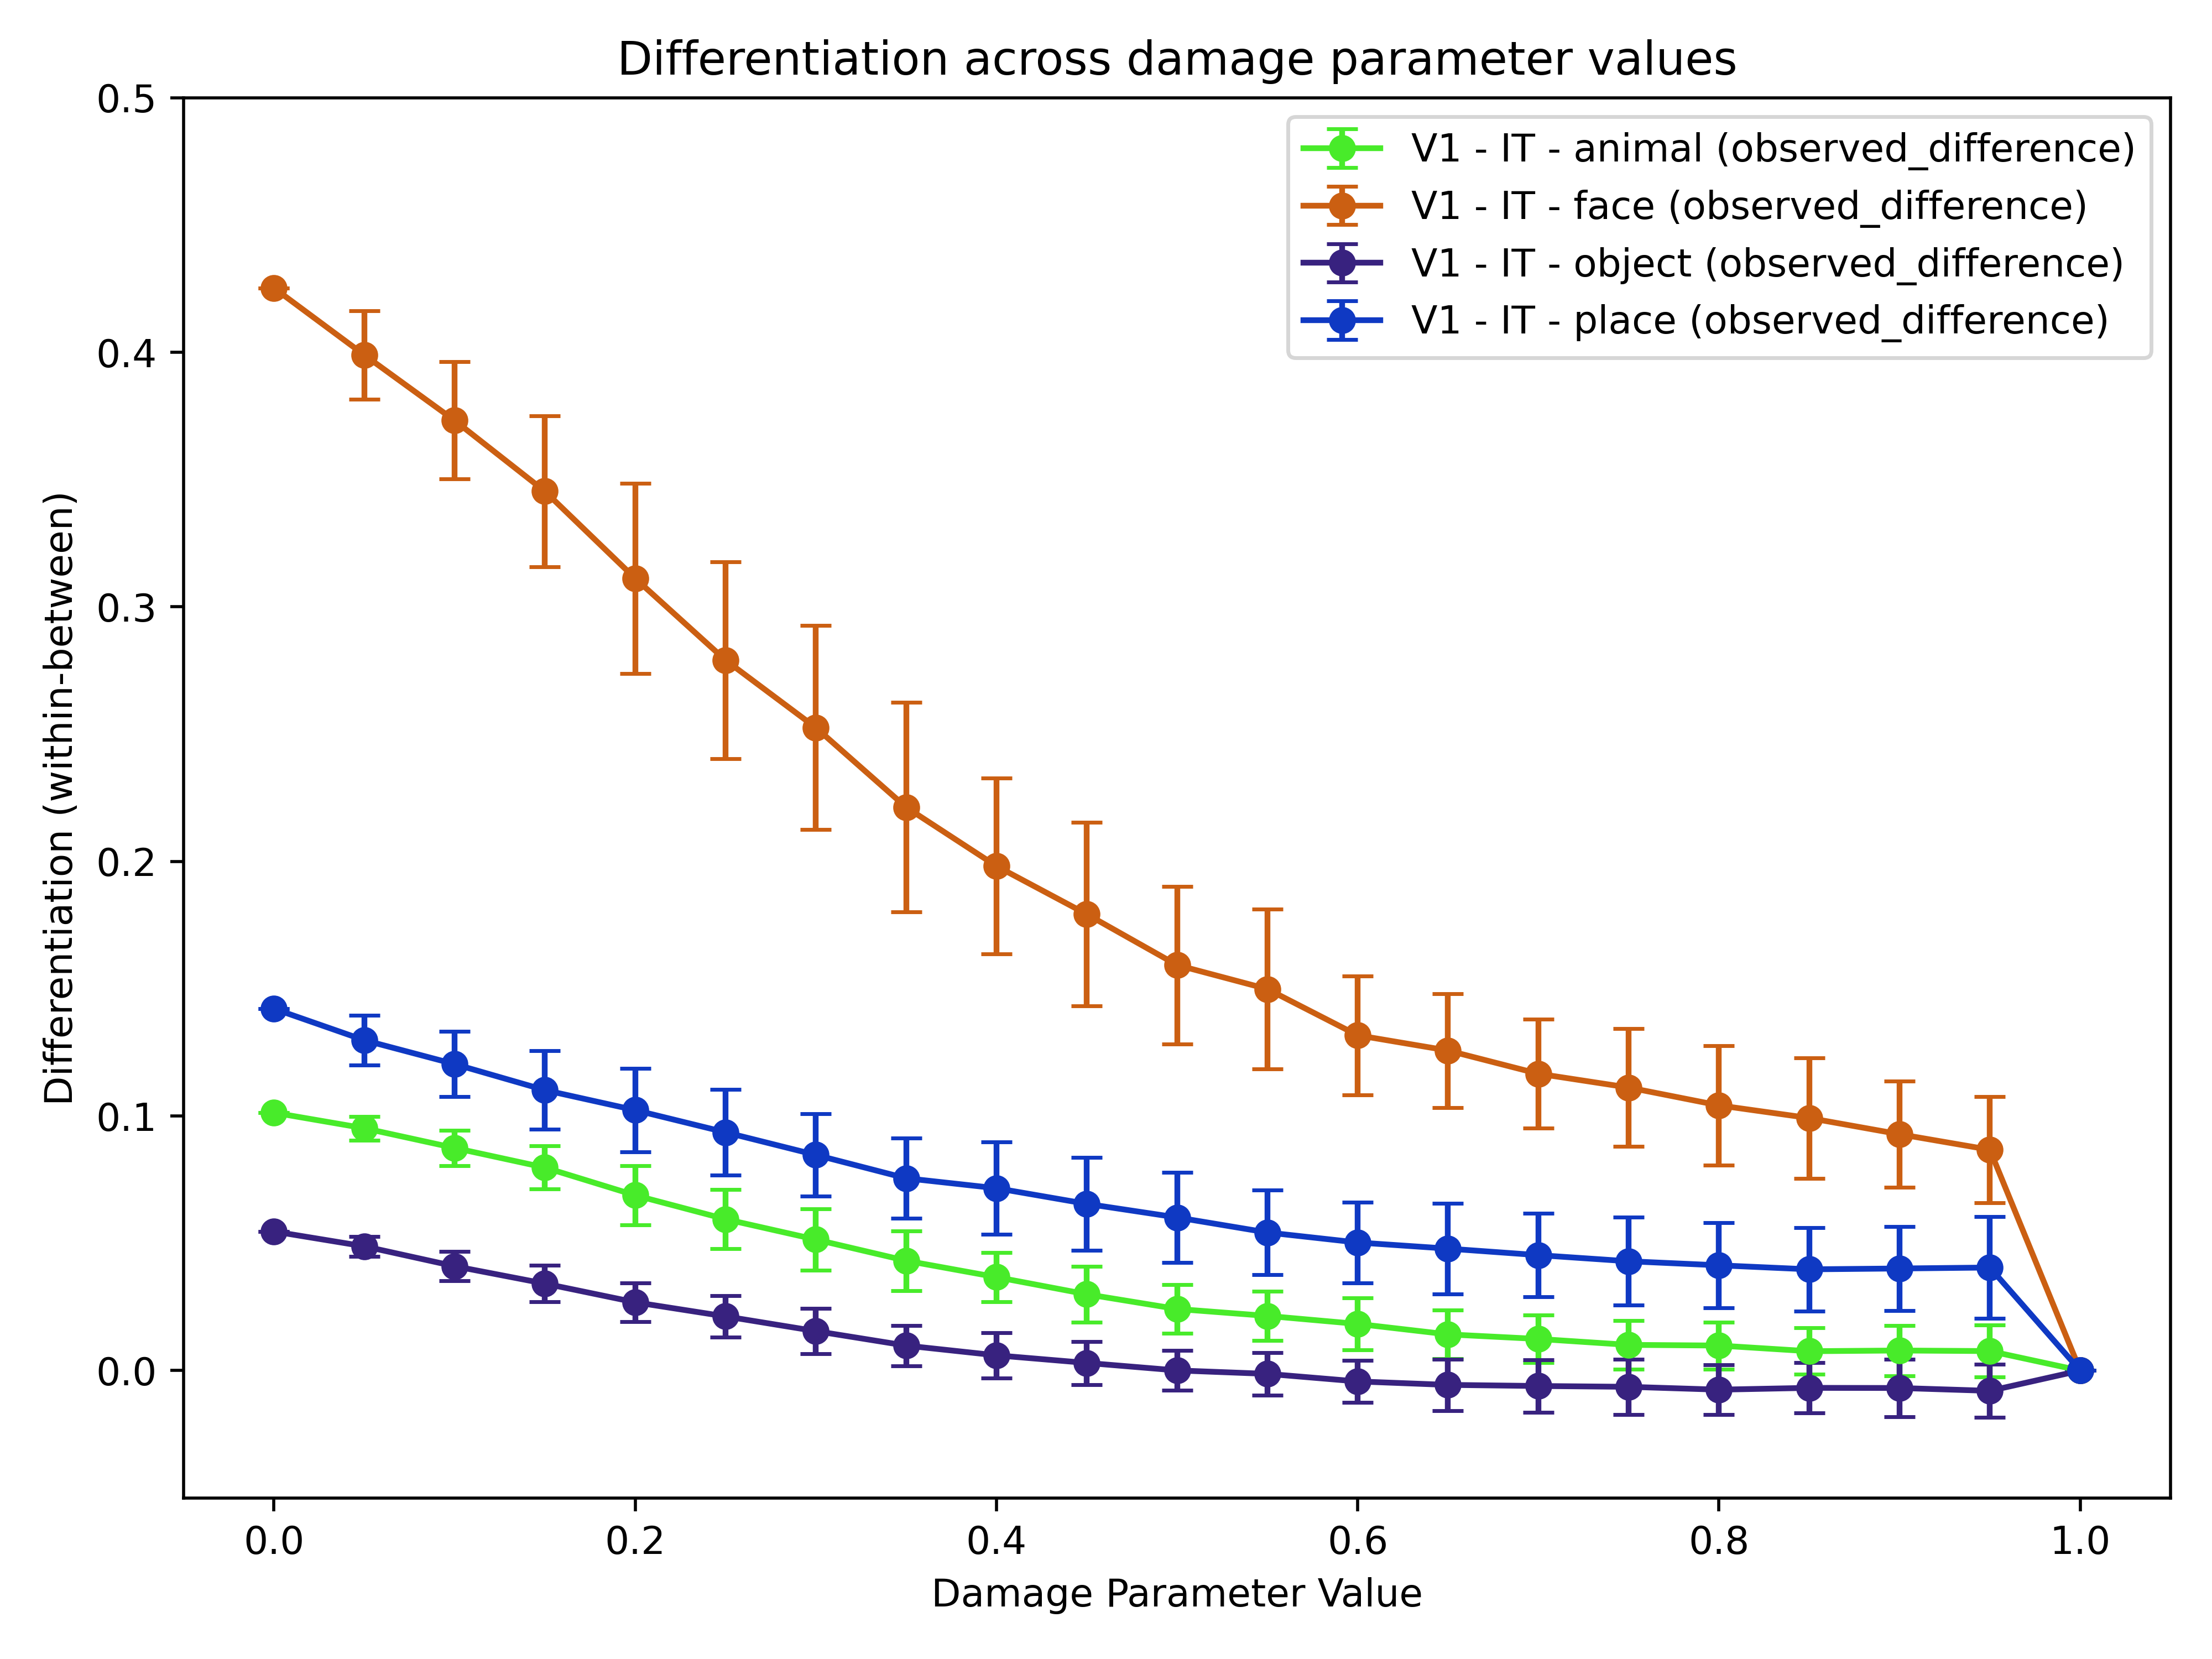 Differentiation across damage parameter values
0.5
0.4
0.3
0.2
0.1
0.0
Differentiation (within-between)
V1 - IT - animal (observed_difference)
V1 - IT - face (observed_difference)
V1 - IT - object (observed_difference)
V1 - IT - place (observed_difference)
0.0 0.2 0.4 0.6 0.8 1.0
Damage Parameter Value